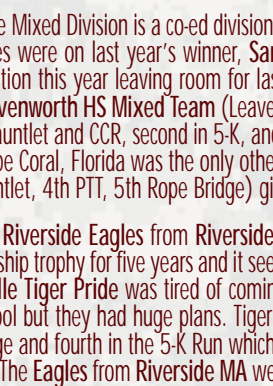 e Mixed Division is a co-ed division
es were on last year's winner, Sar
tion this year leaving room for las
venworth HS Mixed Team (Leave
auntlet and CCR, second in 5-K, and
pe Coral, Florida was the only othe
ntlet, 4th PTT, 5th Rope Bridge) gi
Riverside Eagles from Riverside
ship trophy for five years and it see
lle Tiger Pride was tired of comin
ol but they had huge plans. Tiger
ge and fourth in the 5-K Run which
The Eagles from Riverside MA we